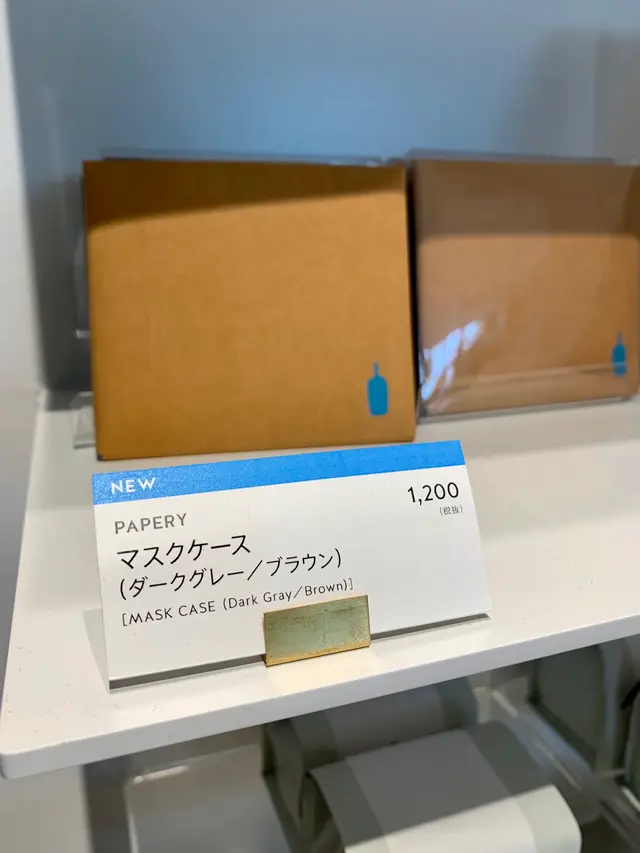 NEW
1,200
(税抜)
PAPERY
マスクケース
(ダークグレー/ブラウン)
[MASK CASE (Dark Gray/Brown)]